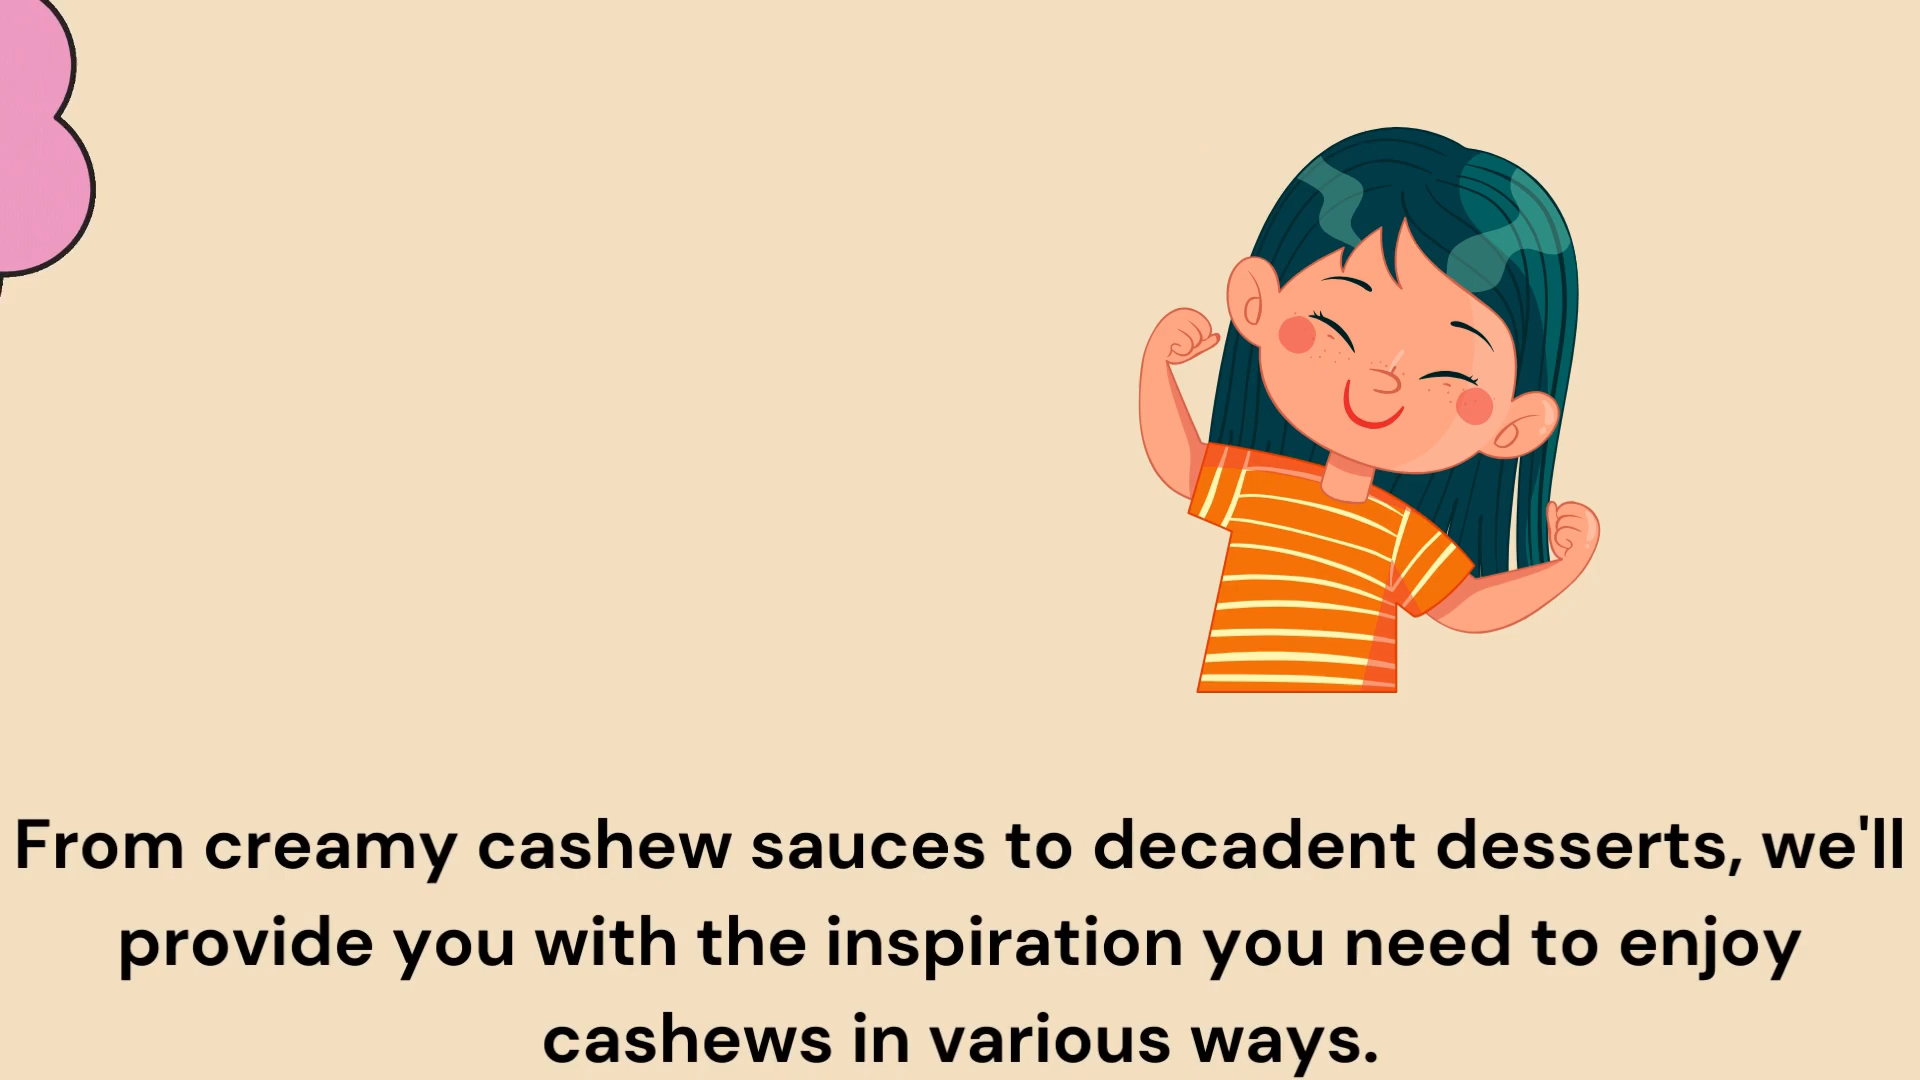 From creamy cashew sauces to decadent desserts, we'll
provide you with the inspiration you need to enjoy
cashews in various ways.